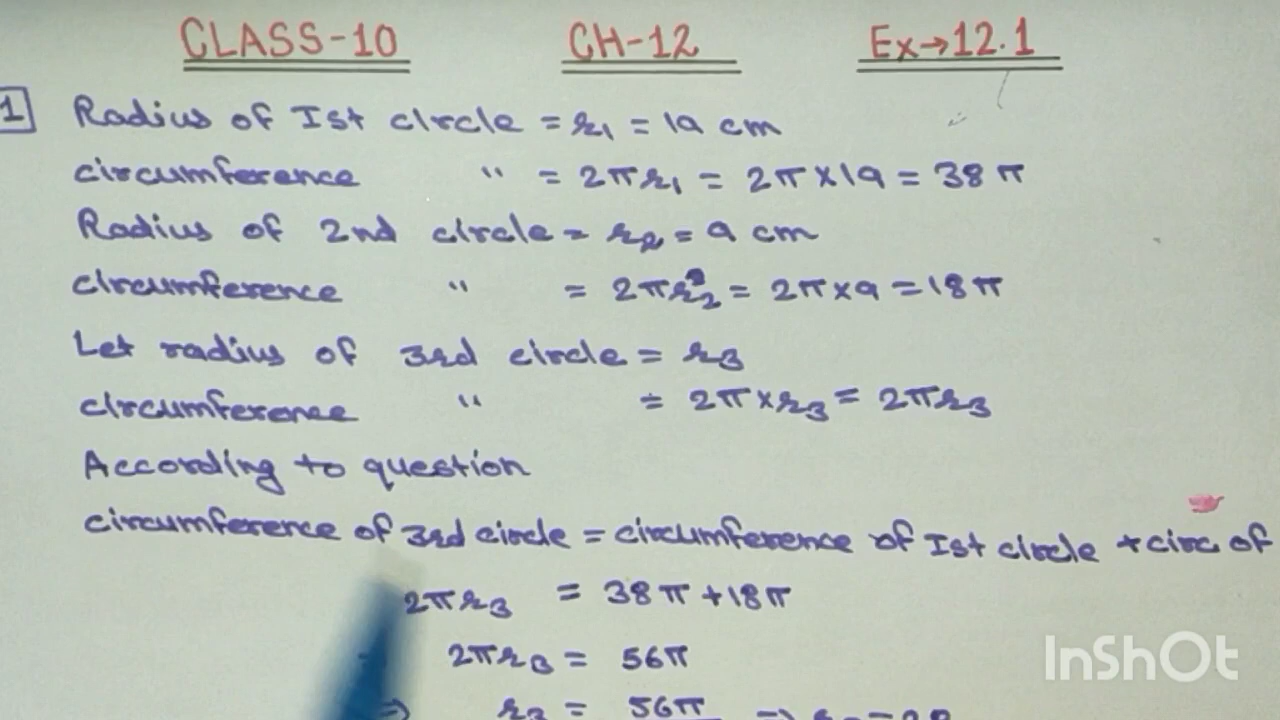 CLASS-10 CH-12 Ex→12.1
1 Radius of Ist circle = r₁ = 19 cm
circumference " = 2πr₁ = 2π×19 = 38π
Radius of 2nd circle = r₂ = 9 cm
circumference " = 2πr₂ = 2π×9 = 18π
Let radius of 3rd circle = r₃
circumference " = 2π×r₃ = 2πr₃
According to question
circumference of 3rd circle = circumference of Ist circle + circ of
2πr₃ = 38π+18π
2πr₃ = 56π
⇒ r₃ = 56π ⇒
InShOt